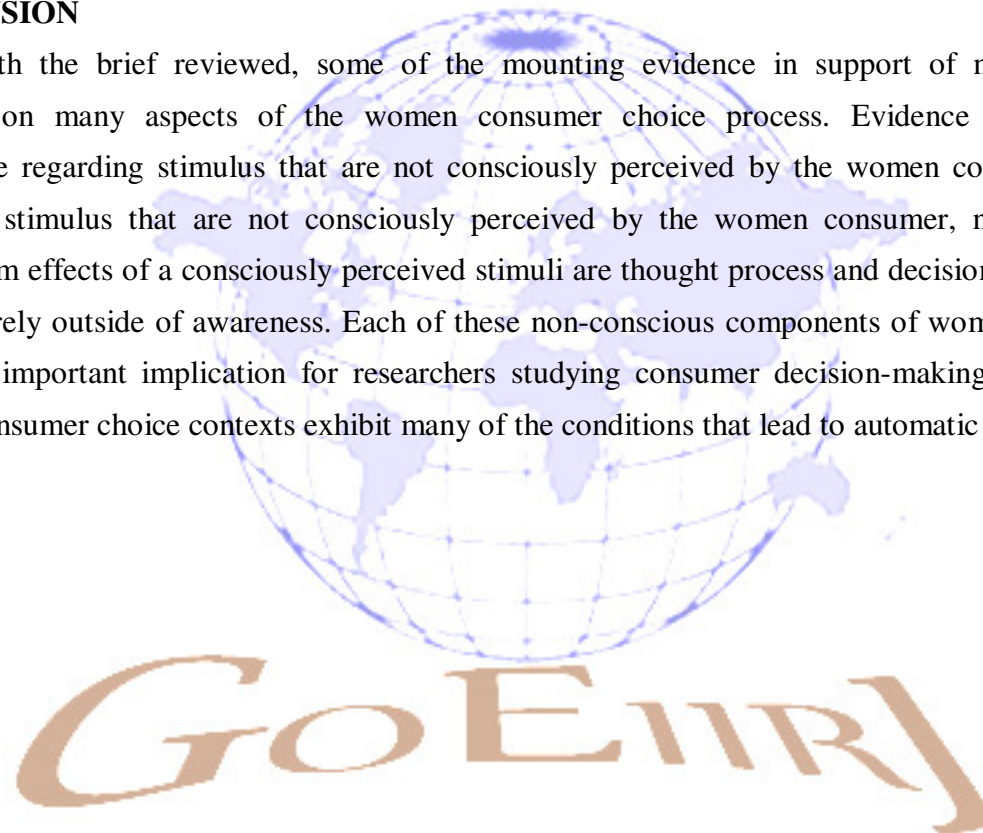 USION
th the brief reviewed, some of the mounting evidence in support of n
on many aspects of the women consumer choice process. Evidence
e regarding stimulus that are not consciously perceived by the women co
stimulus that are not consciously perceived by the women consumer, n
m effects of a consciously perceived stimuli are thought process and decision
rely outside of awareness. Each of these non-conscious components of wom
important implication for researchers studying consumer decision-making
nsumer choice contexts exhibit many of the conditions that lead to automatic
GOEIIRJ